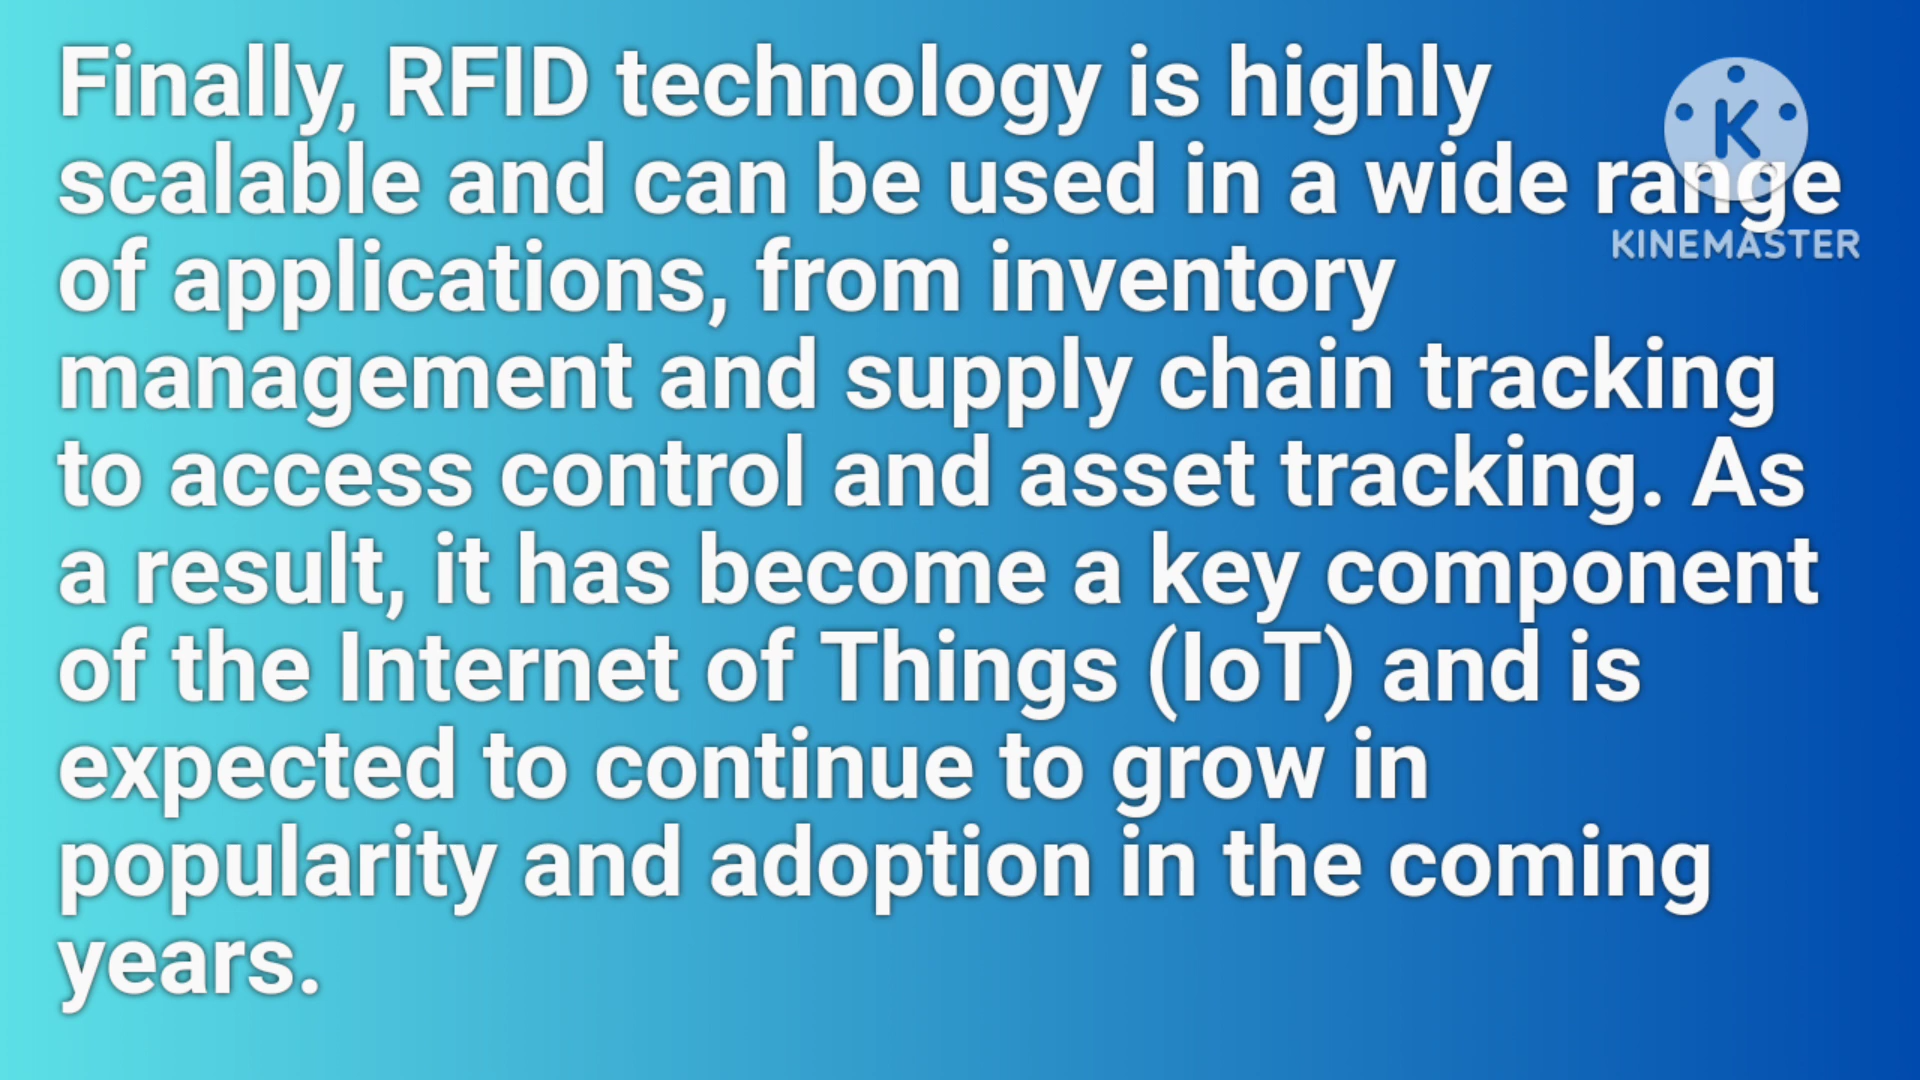 Finally, RFID technology is highly
scalable and can be used in a wide range
of applications, from inventory
management and supply chain tracking
to access control and asset tracking. As
a result, it has become a key component
of the Internet of Things (IoT) and is
expected to continue to grow in
popularity and adoption in the coming
years.
K
KINEMASTER